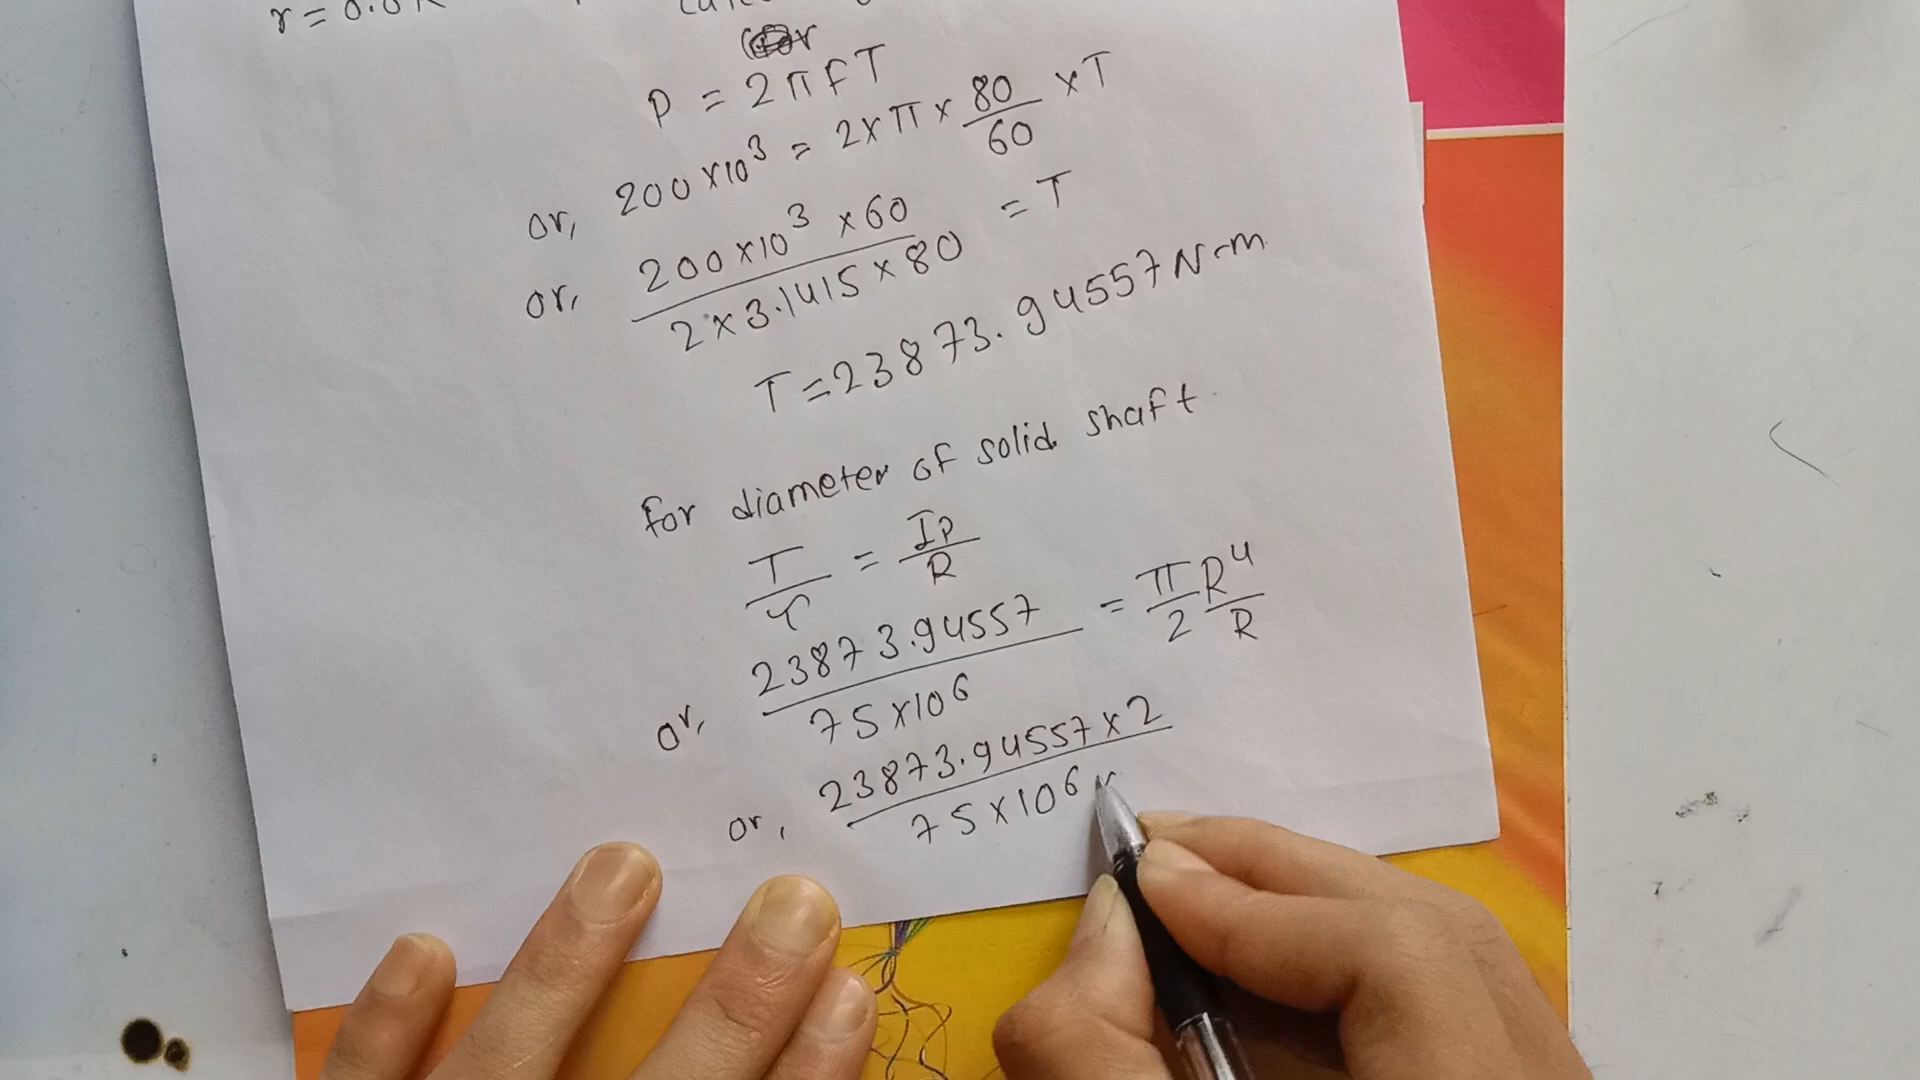 P = 2πFT
or, 200×10³ = 2×π× 80/60 ×T
or, 200×10³×60 / 2×3.1415×80 = T
T=23873.94557 N-m
for diameter of solid shaft.
T/τ = Ip/R
or, 23873.94557 / 75×10⁶ = π/2 R⁴/R
or, 23873.94557×2 / 75×10⁶